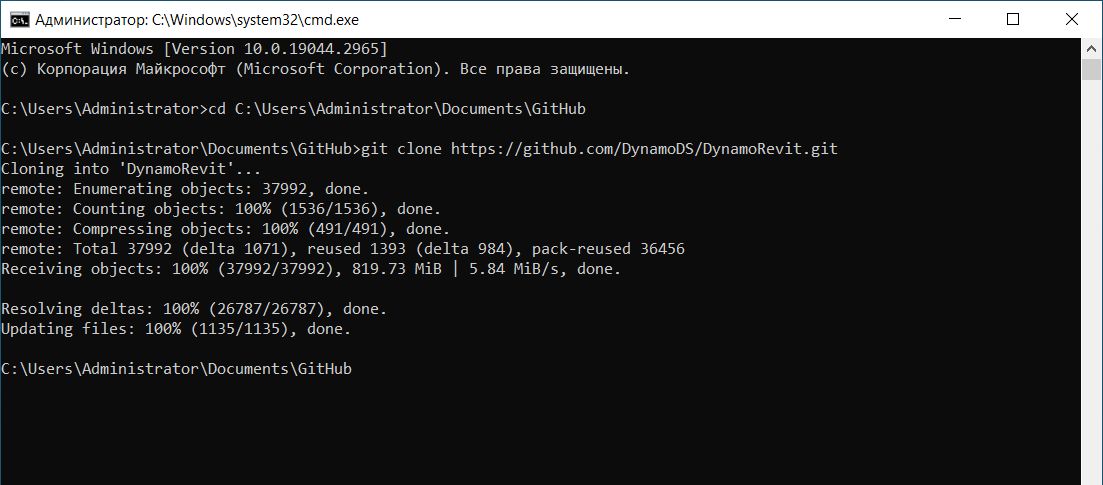 Администратор: C:\Windows\system32\cmd.exe
Microsoft Windows [Version 10.0.19044.2965]
(c) Корпорация Майкрософт (Microsoft Corporation). Все права защищены.
C:\Users\Administrator>cd C:\Users\Administrator\Documents\GitHub
C:\Users\Administrator\Documents\GitHub>git clone https://github.com/DynamoDS/DynamoRevit.git
Cloning into 'DynamoRevit'...
remote: Enumerating objects: 37992, done.
remote: Counting objects: 100% (1536/1536), done.
remote: Compressing objects: 100% (491/491), done.
remote: Total 37992 (delta 1071), reused 1393 (delta 984), pack-reused 36456
Receiving objects: 100% (37992/37992), 819.73 MiB | 5.84 MiB/s, done.
Resolving deltas: 100% (26787/26787), done.
Updating files: 100% (1135/1135), done.
C:\Users\Administrator\Documents\GitHub